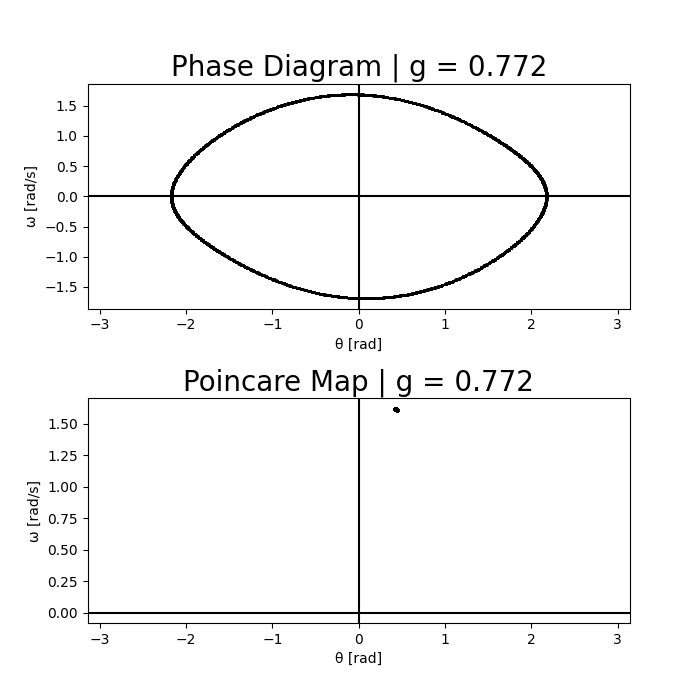 Phase Diagram | g = 0.772
1.5
1.0
0.5
0.0
−0.5
−1.0
−1.5
ω [rad/s]
−3 −2 −1 0 1 2 3
θ [rad]
Poincare Map | g = 0.772
1.50
1.25
1.00
0.75
0.50
0.25
0.00
ω [rad/s]
−3 −2 −1 0 1 2 3
θ [rad]